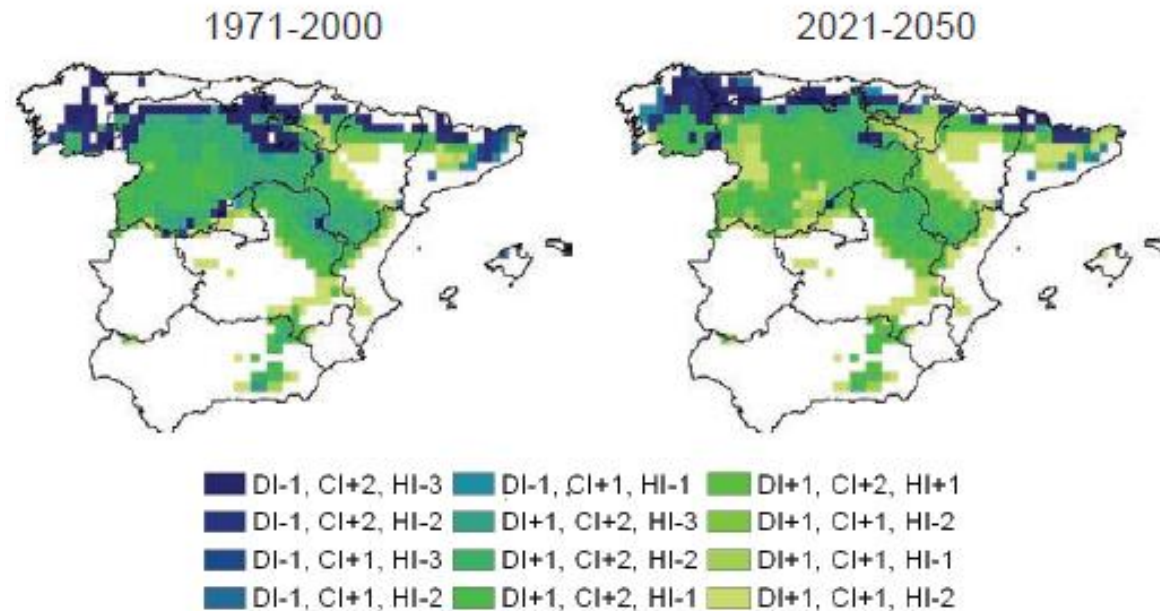 1971-2000 2021-2050
DI-1, CI+2, HI-3 DI-1, CI+1, HI-1 DI+1, CI+2, HI+1
DI-1, CI+2, HI-2 DI+1, CI+2, HI-3 DI+1, CI+1, HI-2
DI-1, CI+1, HI-3 DI+1, CI+2, HI-2 DI+1, CI+1, HI-1
DI-1, CI+1, HI-2 DI+1, CI+2, HI-1 DI+1, CI+1, HI-2